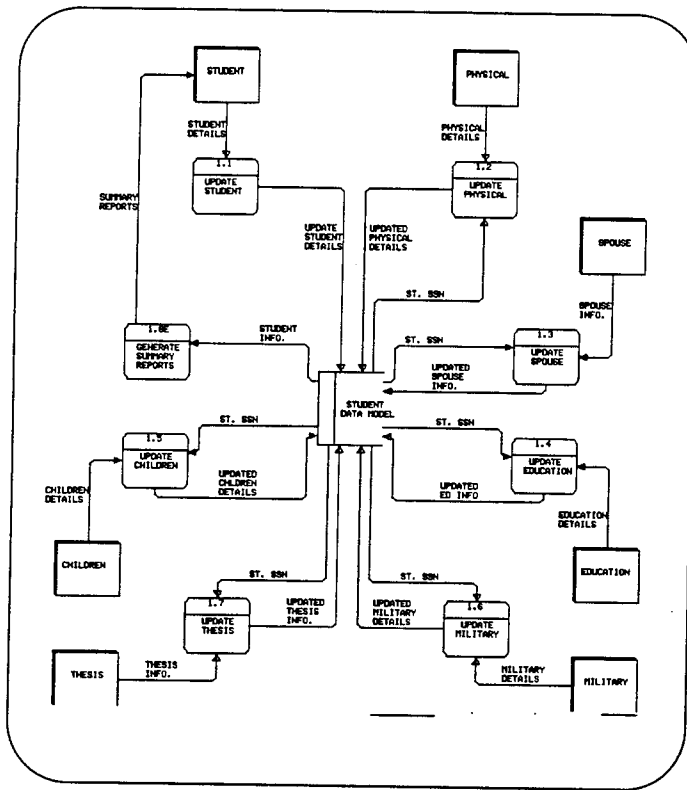 STUDENT
PHYSICAL
STUDENT
DETAILS
PHYSICAL
DETAILS
1.1
UPDATE
STUDENT
1.2
UPDATE
PHYSICAL
SUMMARY
REPORTS
UPDATE
STUDENT
DETAILS
UPDATED
PHYSICAL
DETAILS
SPOUSE
ST. SSN
SPOUSE
INFO.
1.8E
GENERATE
SUMMARY
REPORTS
STUDENT
INFO.
ST. SSN
1.3
UPDATE
SPOUSE
UPDATED
SPOUSE
INFO.
STUDENT
DATA MODEL
ST. SSN
ST. SSN
1.5
UPDATE
CHILDREN
1.4
UPDATE
EDUCATION
UPDATED
CHLDREN
DETAILS
UPDATED
ED INFO
CHILDREN
DETAILS
EDUCATION
DETAILS
CHILDREN
EDUCATION
ST. SSN
ST. SSN
1.7
UPDATE
THESIS
UPDATED
THESIS
INFO.
UPDATED
MILITARY
DETAILS
1.6
UPDATE
MILITARY
THESIS
THESIS
INFO.
MILITARY
DETAILS
MILITARY